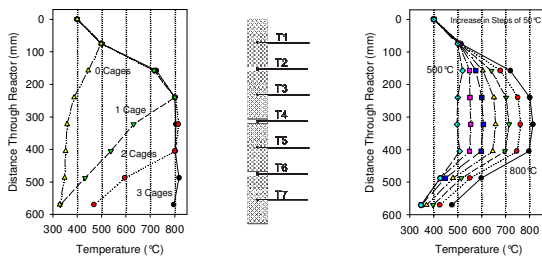 0
100
200
300
400
500
600
Distance Through Reactor (mm)
0 Cages
1 Cage
2 Cages
3 Cages
300 400 500 600 700 800
Temperature (°C)
T1
T2
T3
T4
T5
T6
T7
0
100
200
300
400
500
600
Distance Through Reactor (mm)
Increase in Steps of 50°C
500°C
800°C
300 400 500 600 700 800 900
Temperature (°C)